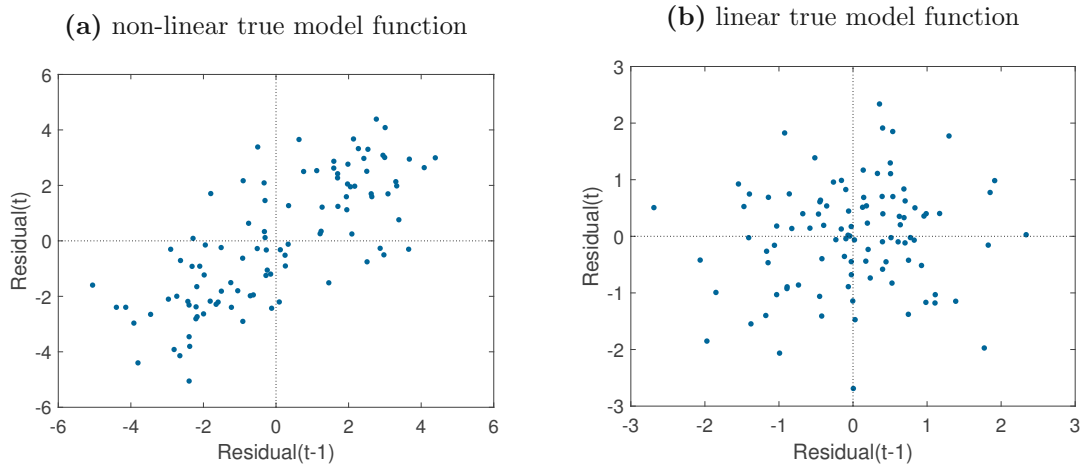 (a) non-linear true model function
6
4
2
0
-2
-4
-6
-6 -4 -2 0 2 4 6
Residual(t)
Residual(t-1)
(b) linear true model function
3
2
1
0
-1
-2
-3
-3 -2 -1 0 1 2 3
Residual(t)
Residual(t-1)